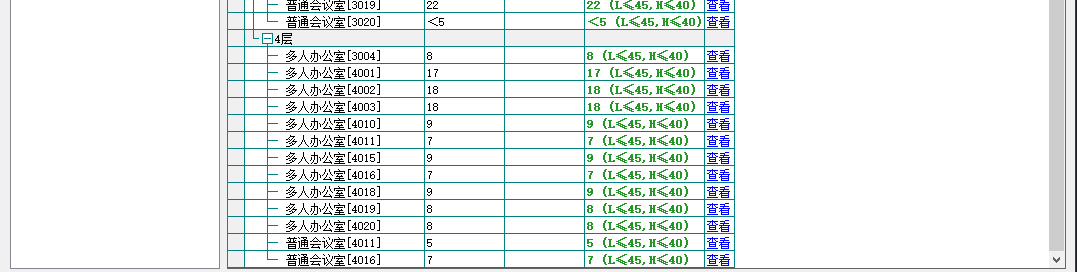 普通会议室[3019] 22 22 (L≤45,H≤40) 查看
普通会议室[3020] <5 <5 (L≤45,H≤40) 查看
4层
多人办公室[3004] 8 8 (L≤45,H≤40) 查看
多人办公室[4001] 17 17 (L≤45,H≤40) 查看
多人办公室[4002] 18 18 (L≤45,H≤40) 查看
多人办公室[4003] 18 18 (L≤45,H≤40) 查看
多人办公室[4010] 9 9 (L≤45,H≤40) 查看
多人办公室[4011] 7 7 (L≤45,H≤40) 查看
多人办公室[4015] 9 9 (L≤45,H≤40) 查看
多人办公室[4016] 7 7 (L≤45,H≤40) 查看
多人办公室[4018] 9 9 (L≤45,H≤40) 查看
多人办公室[4019] 8 8 (L≤45,H≤40) 查看
多人办公室[4020] 8 8 (L≤45,H≤40) 查看
普通会议室[4011] 5 5 (L≤45,H≤40) 查看
普通会议室[4016] 7 7 (L≤45,H≤40) 查看